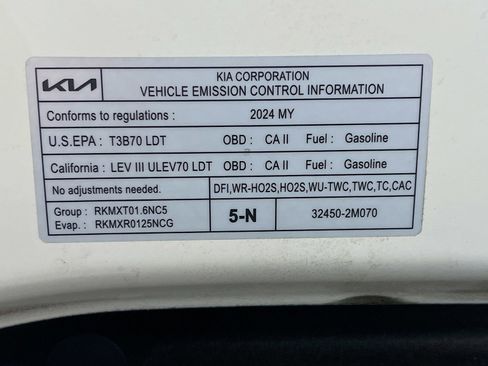 KIA
KIA CORPORATION
VEHICLE EMISSION CONTROL INFORMATION
Conforms to regulations : 2024 MY
U.S.EPA : T3B70 LDT OBD : CA II Fuel : Gasoline
California : LEV III ULEV70 LDT OBD : CA II Fuel : Gasoline
No adjustments needed. DFI,WR-HO2S,HO2S,WU-TWC,TWC,TC,CAC
Group : RKMXT01.6NC5
Evap. : RKMXR0125NCG
5-N
32450-2M070